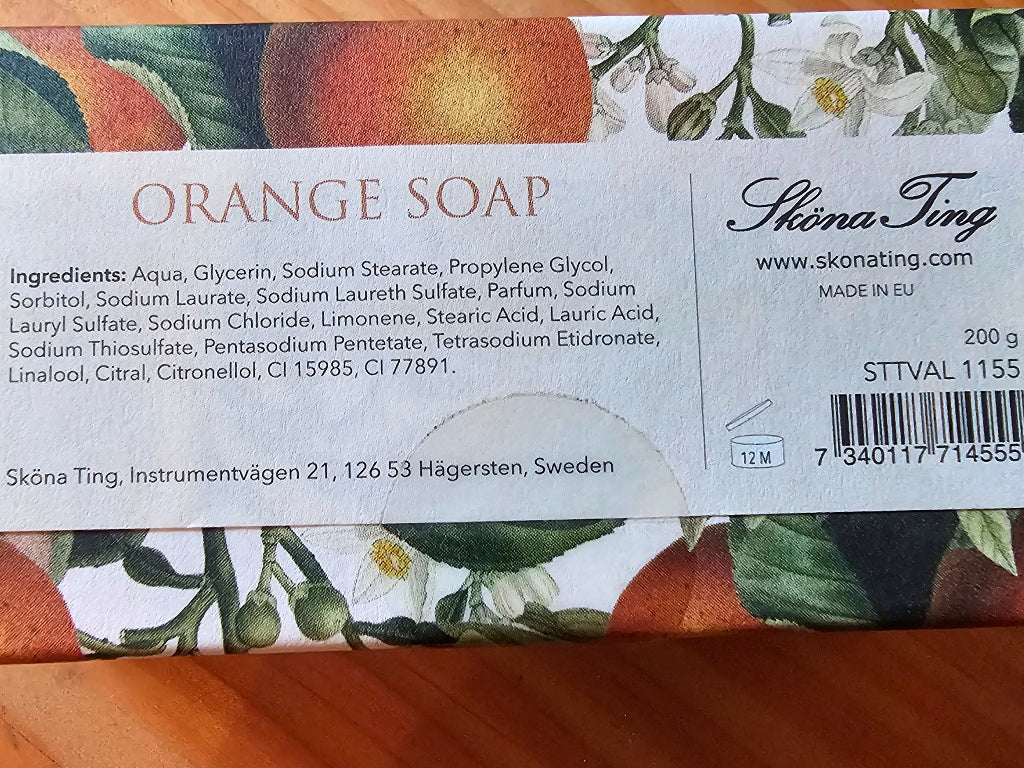 ORANGE SOAP
Ingredients: Aqua, Glycerin, Sodium Stearate, Propylene Glycol,
Sorbitol, Sodium Laurate, Sodium Laureth Sulfate, Parfum, Sodium
Lauryl Sulfate, Sodium Chloride, Limonene, Stearic Acid, Lauric Acid,
Sodium Thiosulfate, Pentasodium Pentetate, Tetrasodium Etidronate,
Linalool, Citral, Citronellol, CI 15985, CI 77891.
Sköna Ting, Instrumentvägen 21, 126 53 Hägersten, Sweden
Sköna Ting
www.skonating.com
MADE IN EU
200 g
STTVAL 1155
12 M
7 340117 714555